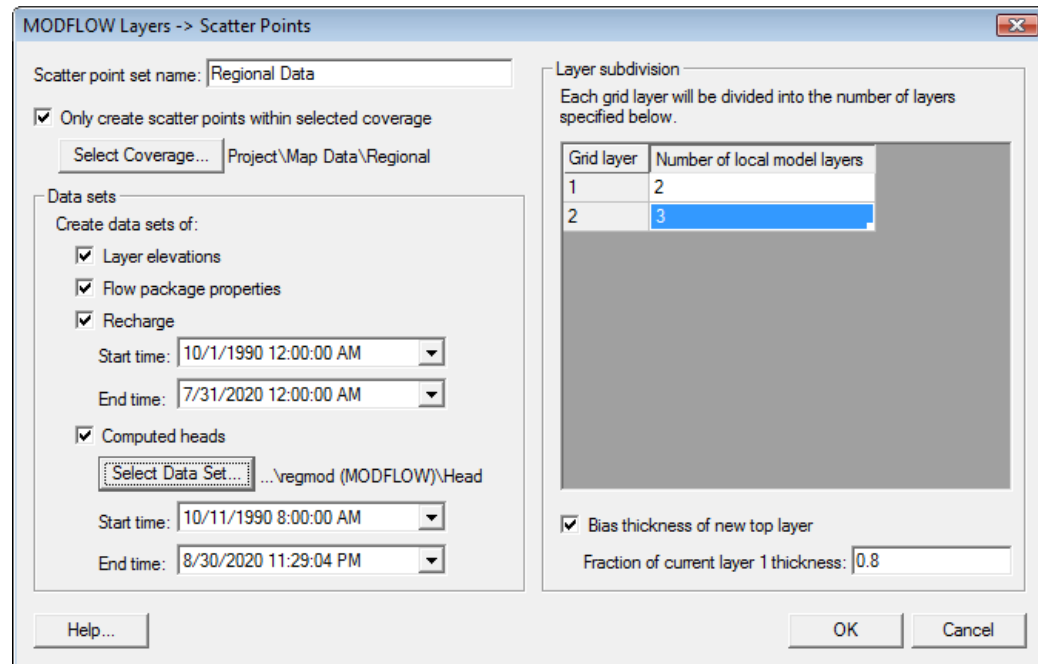 MODFLOW Layers -> Scatter Points
Scatter point set name: Regional Data
Only create scatter points within selected coverage
Select Coverage... Project\Map Data\Regional
Data sets
Create data sets of:
Layer elevations
Flow package properties
Recharge
Start time: 10/1/1990 12:00:00 AM
End time: 7/31/2020 12:00:00 AM
Computed heads
Select Data Set... ...\regmod (MODFLOW)\Head
Start time: 10/11/1990 8:00:00 AM
End time: 8/30/2020 11:29:04 PM
Layer subdivision
Each grid layer will be divided into the number of layers
specified below.
Grid layer Number of local model layers
1 2
2 3
Bias thickness of new top layer
Fraction of current layer 1 thickness: 0.8
Help... OK Cancel